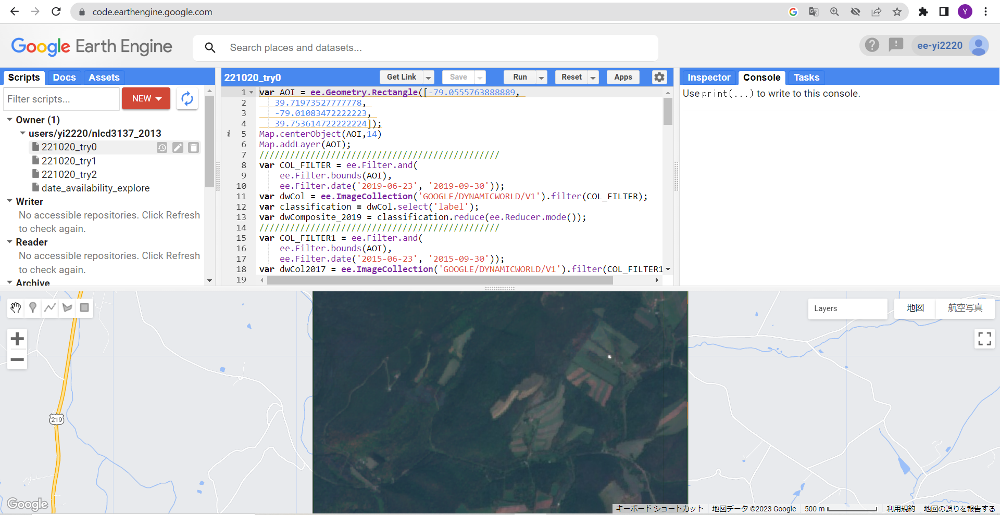 code.earthengine.google.com
Y
Google Earth Engine
Search places and datasets...
ee-yi2220
Scripts Docs Assets
Filter scripts...
NEW
Owner (1)
users/yi2220/nlcd3137_2013
221020_try0
221020_try1
221020_try2
date_availability_explore
Writer
No accessible repositories. Click Refresh
to check again.
Reader
No accessible repositories. Click Refresh
to check again.
Archive
221020_try0
Get Link Save Run Reset Apps
1 var AOI = ee.Geometry.Rectangle([-79.0555763888889,
2 39.71973527777778,
3 -79.01083472222223,
4 39.753614722222224]);
5 Map.centerObject(AOI,14)
6 Map.addLayer(AOI);
7 ///////////////////////////////////////////////
8 var COL_FILTER = ee.Filter.and(
9 ee.Filter.bounds(AOI),
10 ee.Filter.date('2019-06-23', '2019-09-30'));
11 var dwCol = ee.ImageCollection('GOOGLE/DYNAMICWORLD/V1').filter(COL_FILTER);
12 var classification = dwCol.select('label');
13 var dwComposite_2019 = classification.reduce(ee.Reducer.mode());
14 ///////////////////////////////////////////////
15 var COL_FILTER1 = ee.Filter.and(
16 ee.Filter.bounds(AOI),
17 ee.Filter.date('2015-06-23', '2015-09-30'));
18 var dwCol2017 = ee.ImageCollection('GOOGLE/DYNAMICWORLD/V1').filter(COL_FILTER1
19
Inspector Console Tasks
Use print(...) to write to this console.
Layers
地図 航空写真
219
Google
キーボード ショートカット 地図データ ©2023 Google 500 m 利用規約 地図の誤りを報告する